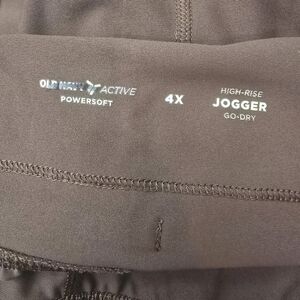 OLD NAVY ACTIVE
POWERSOFT
4X
HIGH-RISE
JOGGER
GO-DRY